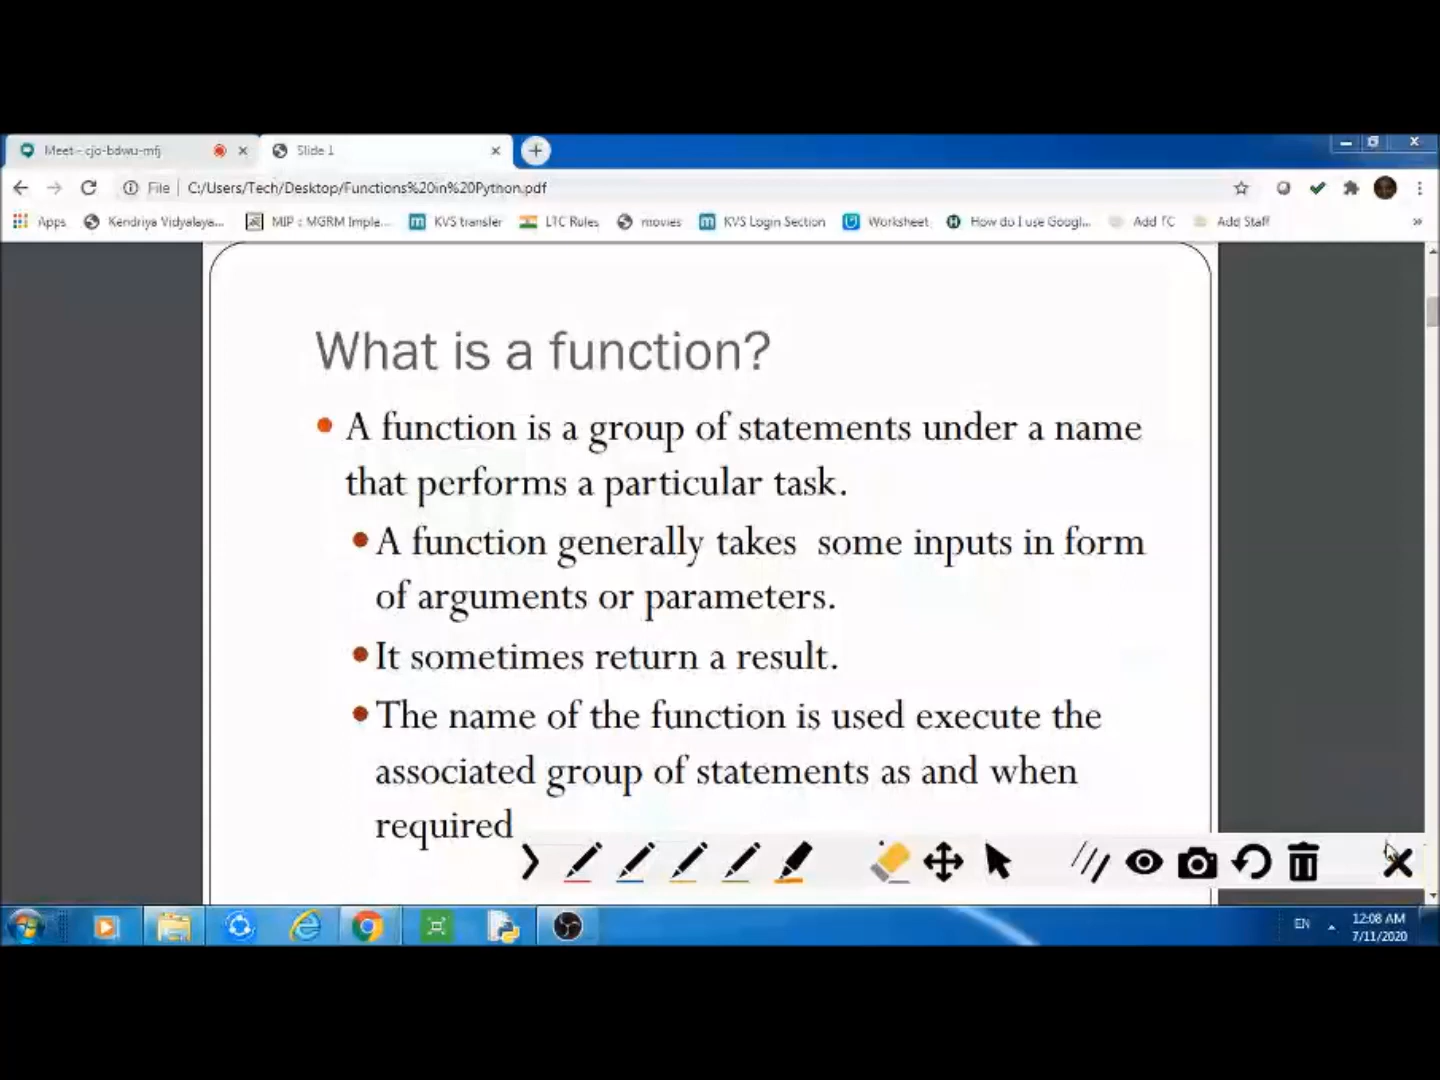 Meet - cjo-bdwu-mfj
Slide 1
File | C:/Users/Tech/Desktop/Functions%20in%20Python.pdf
Apps Kendriya Vidyalaya... MIP :: MGRM Imple... KVS transfer LTC Rules movies KVS Login Section Worksheet How do I use Googl... Add TC Add Staff »
What is a function?
A function is a group of statements under a name
that performs a particular task.
A function generally takes some inputs in form
of arguments or parameters.
It sometimes return a result.
The name of the function is used execute the
associated group of statements as and when
required
EN
12:08 AM
7/11/2020